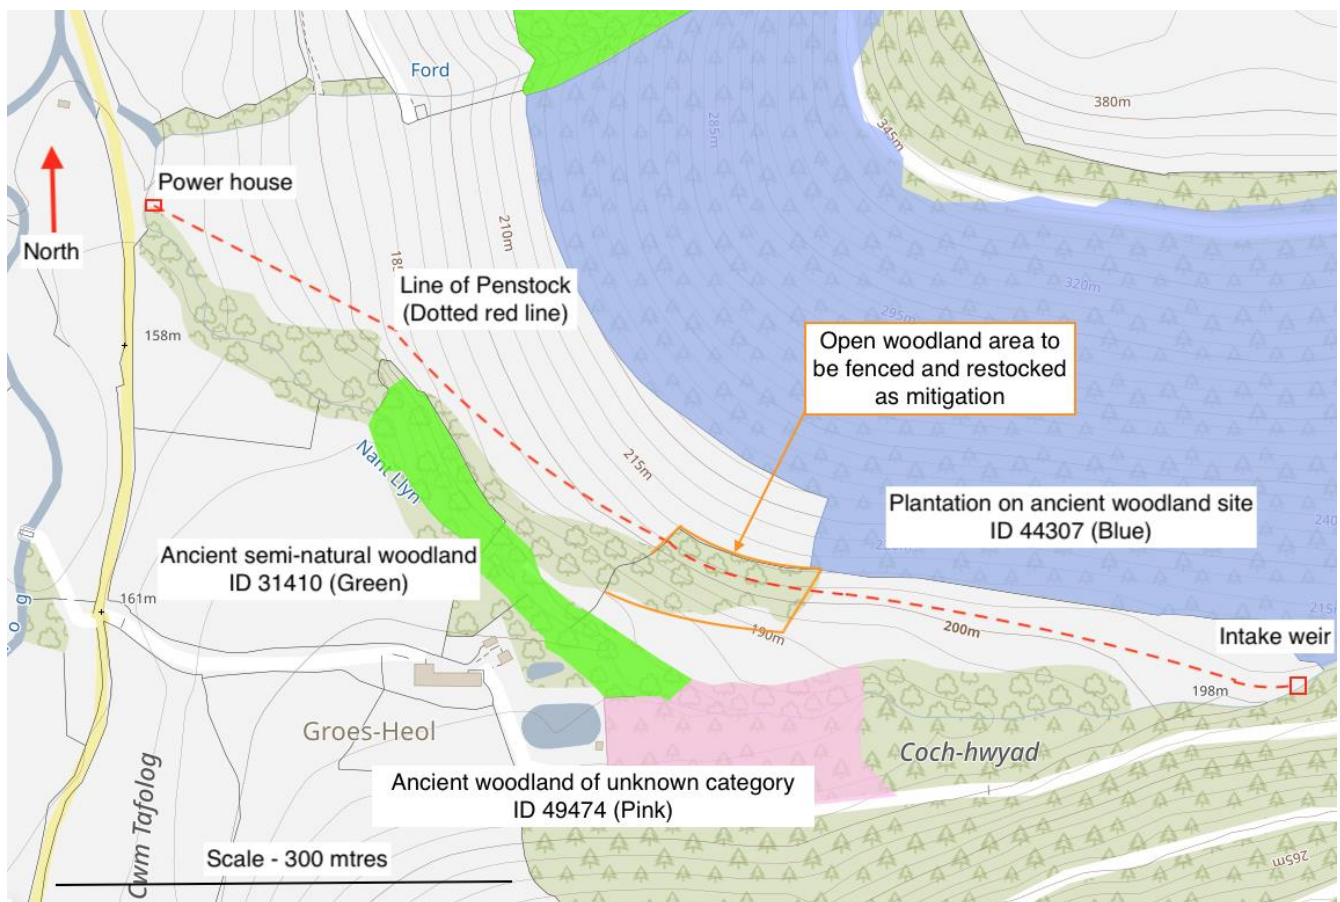 Ford
380m
285m
345m
Power house
North
210m
185
Line of Penstock
(Dotted red line)
320m
295m
158m
Open woodland area to
be fenced and restocked
as mitigation
215m
Nant Llyn
Plantation on ancient woodland site
ID 44307 (Blue)
240
Ancient semi-natural woodland
ID 31410 (Green)
o g
161m
190m
200m
215m
Intake weir
198m
Groes-Heol
Coch-hwyad
Ancient woodland of unknown category
ID 49474 (Pink)
Cwm Tafolog
Scale - 300 mtres
265m